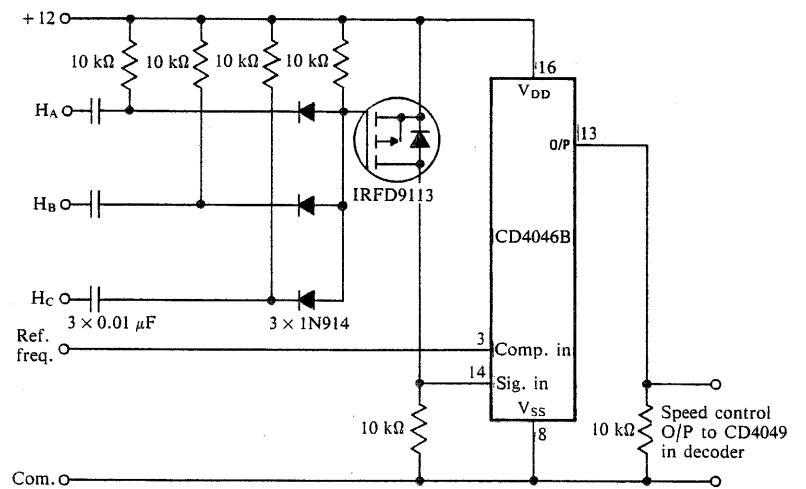 +12
10 kΩ 10 kΩ 10 kΩ 10 kΩ
16
VDD
HA
13
O/P
IRFD9113
HB
CD4046B
HC
3 × 0.01 µF 3 × 1N914
Ref.
freq.
3
Comp. in
14
Sig. in
VSS
8
10 kΩ
10 kΩ
Speed control
O/P to CD4049
in decoder
Com.